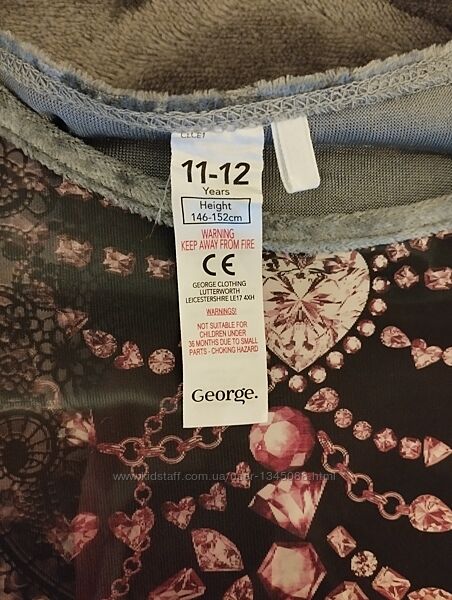 11-12
Years
Height
146-152cm
WARNING
KEEP AWAY FROM FIRE
CE
GEORGE CLOTHING
LUTTERWORTH
LEICESTERSHIRE LE17 4XH
WARNINGS!
NOT SUITABLE FOR
CHILDREN UNDER
36 MONTHS DUE TO SMALL
PARTS - CHOKING HAZARD
George.